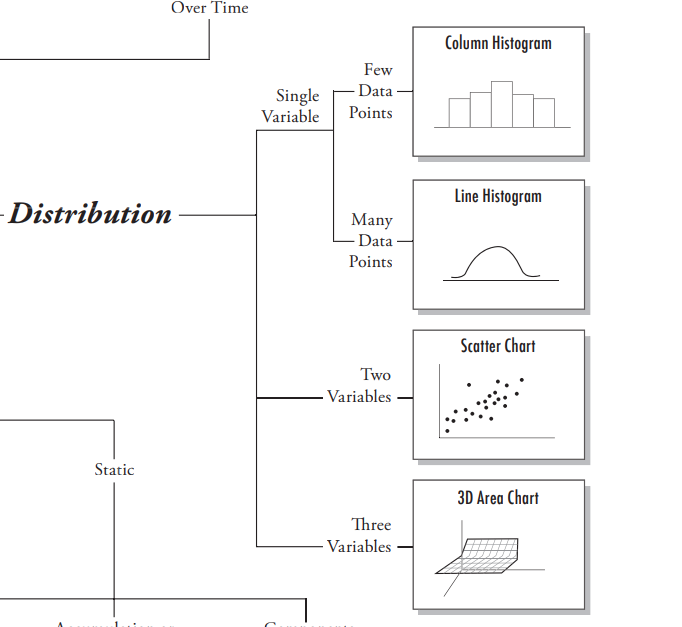 Over Time
Column Histogram
Few
Data
Points
Single
Variable
Line Histogram
Distribution
Many
Data
Points
Scatter Chart
Two
Variables
3D Area Chart
Static
Three
Variables